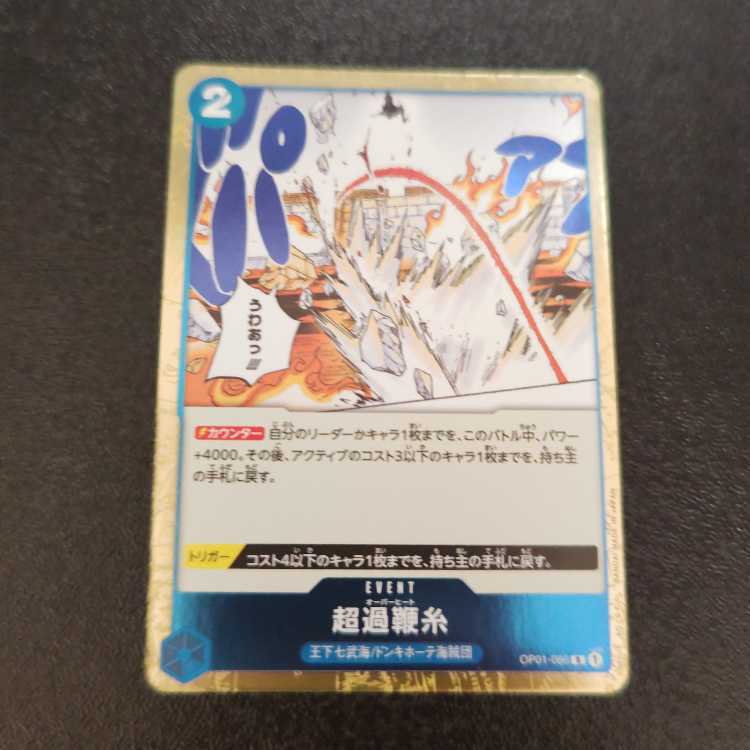 2
バババ
アア
うわあっ!!!!
カウンター 自分のリーダーかキャラ1枚までを、このバトル中、パワー
+4000。その後、アクティブのコスト3以下のキャラ1枚までを、持ち主
の手札に戻す。
トリガー コスト4以下のキャラ1枚までを、持ち主の手札に戻す。
EVENT
オーバーヒート
超過鞭糸
王下七武海/ドンキホーテ海賊団
OP01-086 1